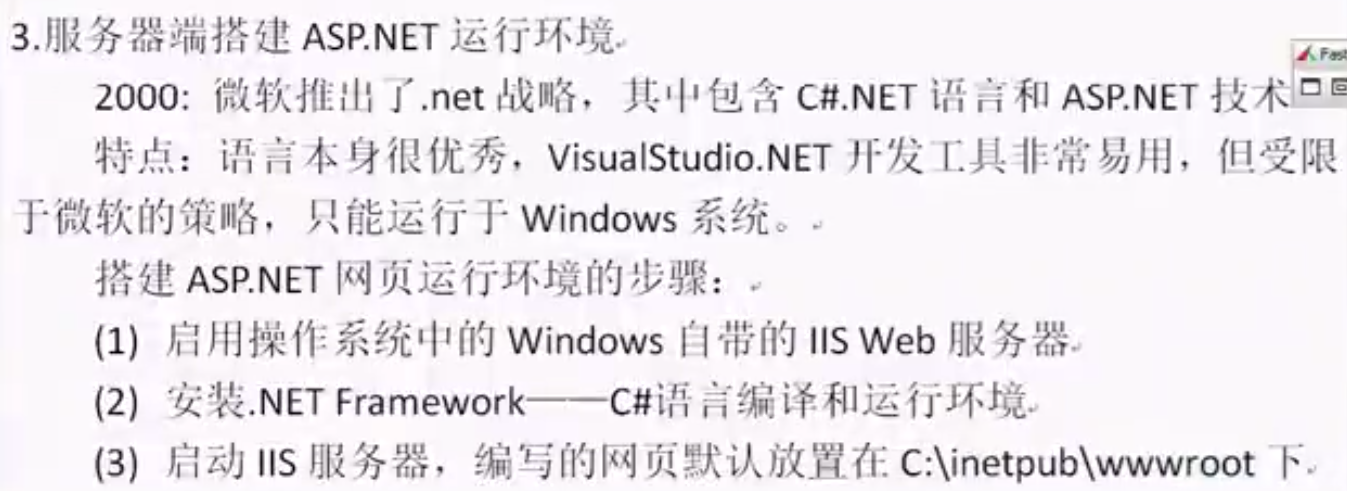 3.服务器端搭建 ASP.NET 运行环境
Fast
2000: 微软推出了.net 战略，其中包含 C#.NET 语言和 ASP.NET 技术
特点：语言本身很优秀，VisualStudio.NET 开发工具非常易用，但受限
于微软的策略，只能运行于 Windows 系统。
搭建 ASP.NET 网页运行环境的步骤：
(1) 启用操作系统中的 Windows 自带的 IIS Web 服务器
(2) 安装.NET Framework——C#语言编译和运行环境
(3) 启动 IIS 服务器，编写的网页默认放置在 C:\inetpub\wwwroot 下